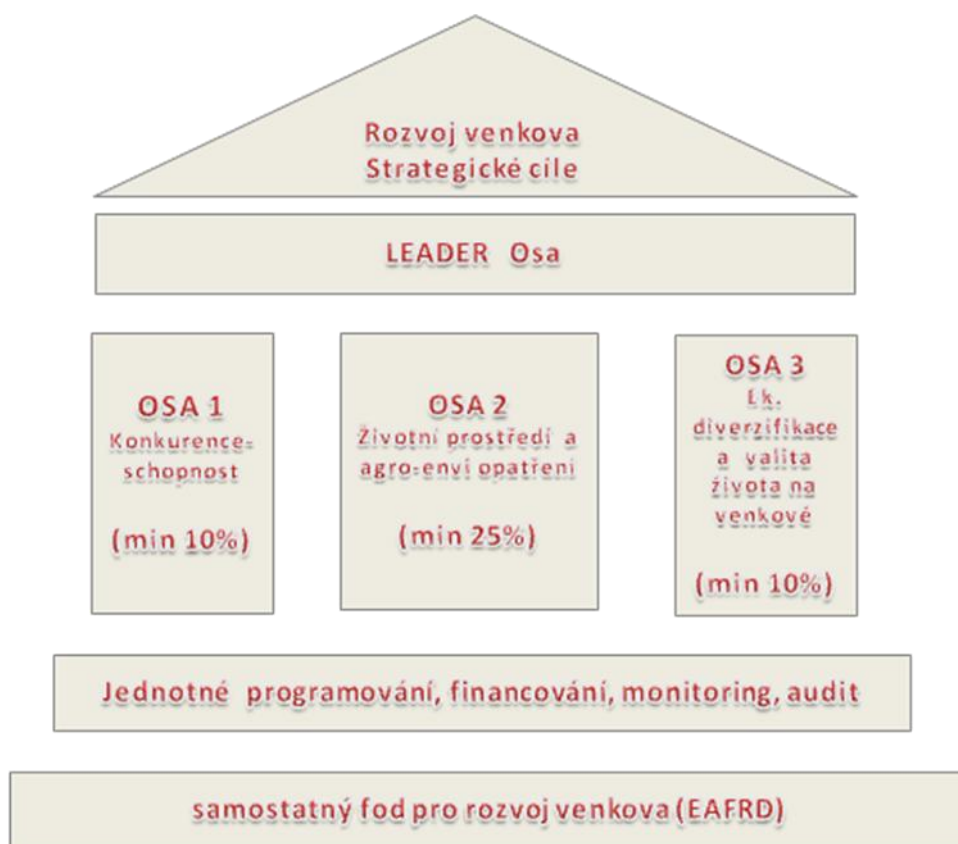 Rozvoj venkova
Strategické cíle
LEADER Osa
OSA 1
Konkurence-
schopnost
(min 10%)
OSA 2
Životní prostředí a
agro-envi opatření
(min 25%)
OSA 3
Ek.
diverzifikace
a valita
života na
venkové
(min 10%)
Jednotné programování, financování, monitoring, audit
samostatný fod pro rozvoj venkova (EAFRD)